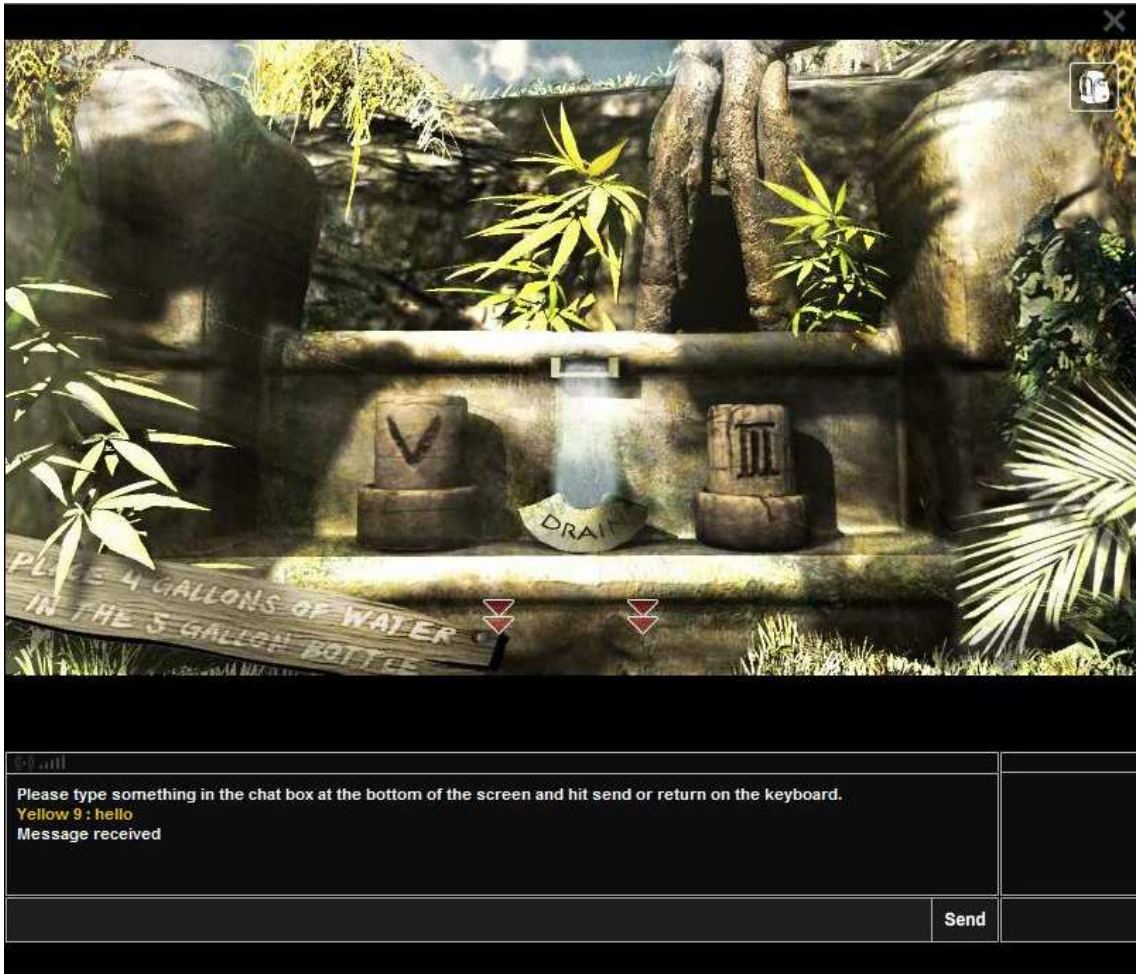 V
III
DRAIN
PLACE 4 GALLONS OF WATER
IN THE 5 GALLON BOTTLE
Please type something in the chat box at the bottom of the screen and hit send or return on the keyboard.
Yellow 9 : hello
Message received
Send